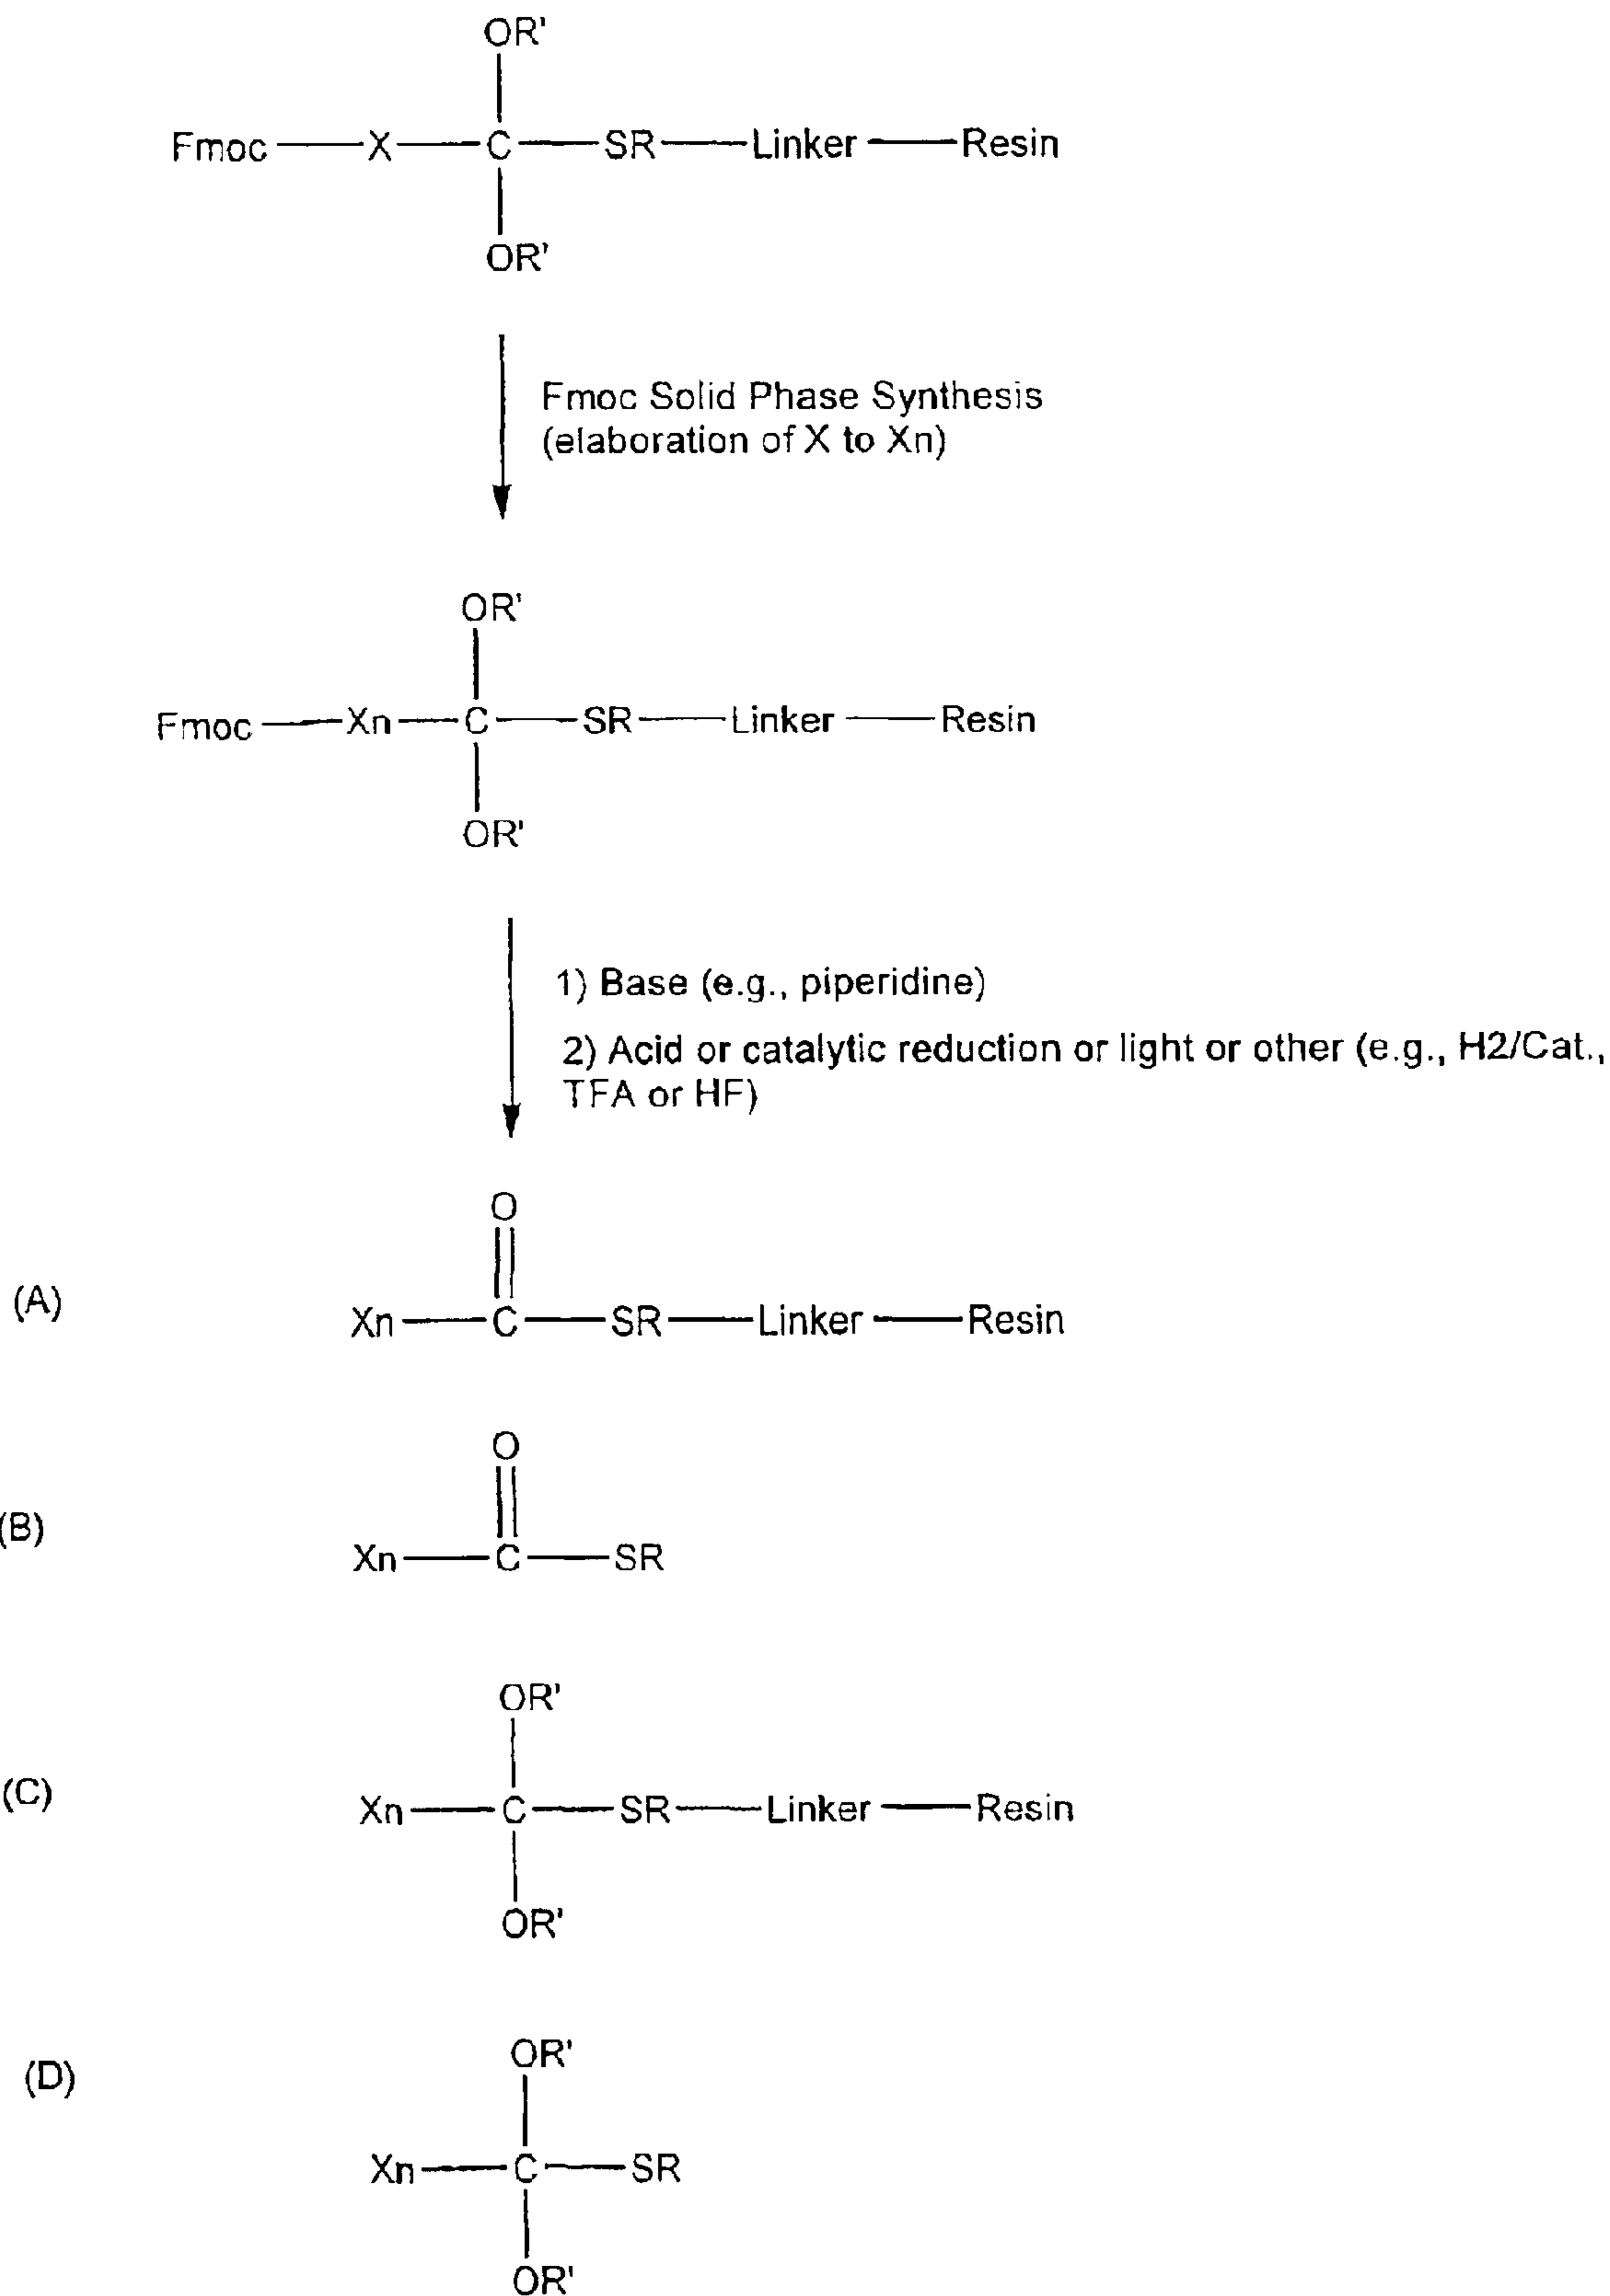 OR'
Fmoc X C SR Linker Resin
OR'
Fmoc Solid Phase Synthesis
(elaboration of X to Xn)
OR'
Fmoc Xn C SR Linker Resin
OR'
1) Base (e.g., piperidine)
2) Acid or catalytic reduction or light or other (e.g., H2/Cat.,
TFA or HF)
O
(A) Xn C SR Linker Resin
O
(B) Xn C SR
OR'
(C) Xn C SR Linker Resin
OR'
OR'
(D)
Xn C SR
OR'